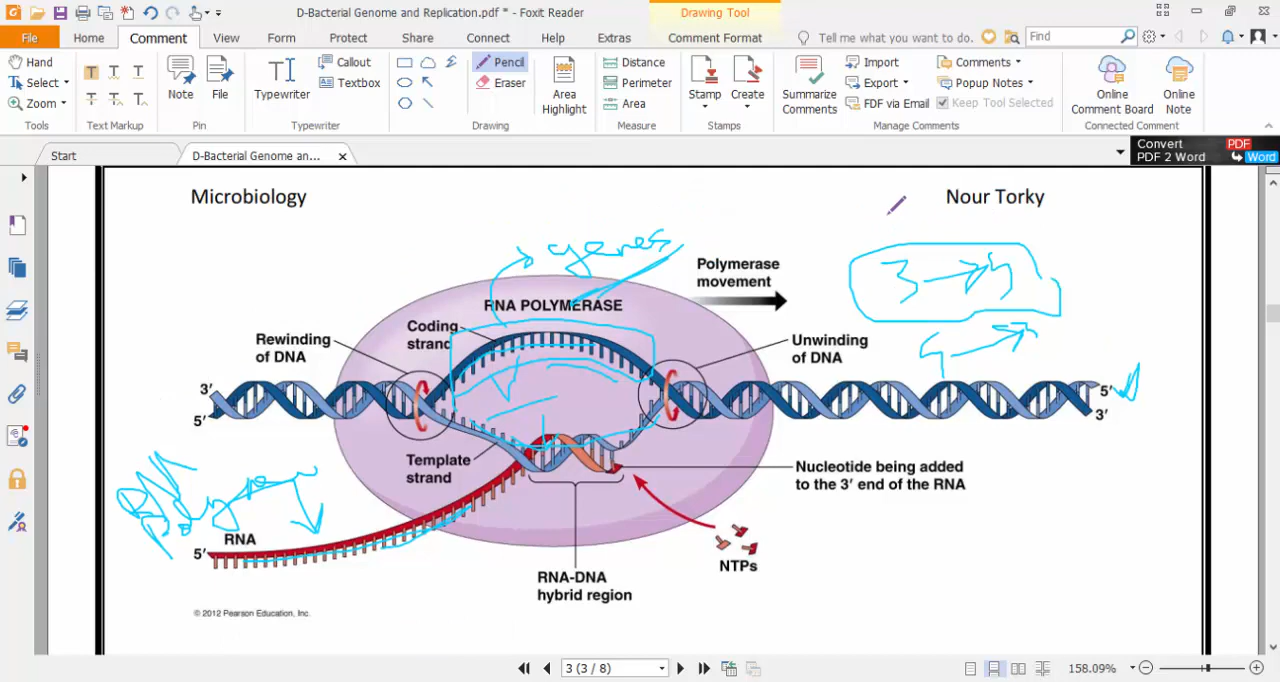 D-Bacterial Genome and Replication.pdf * - Foxit Reader
Drawing Tool
File Home Comment View Form Protect Share Connect Help Extras Comment Format
Tell me what you want to do.
Find
Hand
Select
Zoom
Tools
Text Markup
Note
File
Pin
Typewriter
Callout
Textbox
Typewriter
Pencil
Eraser
Drawing
Area Highlight
Distance
Perimeter
Area
Measure
Stamp
Create
Stamps
Summarize Comments
Import
Export
FDF via Email
Comments
Popup Notes
Keep Tool Selected
Manage Comments
Online Comment Board
Online Note
Connected Comment
Start
D-Bacterial Genome an...
Convert PDF
PDF 2 Word Word
Microbiology
Nour Torky
genes
Polymerase
movement
3 → 5
RNA POLYMERASE
Coding
strand
Rewinding
of DNA
Unwinding
of DNA
3′
5′
5′
3′
Template
strand
Nucleotide being added
to the 3′ end of the RNA
RNA
5′
NTPs
RNA-DNA
hybrid region
© 2012 Pearson Education, Inc.
3 (3 / 8)
158.09%